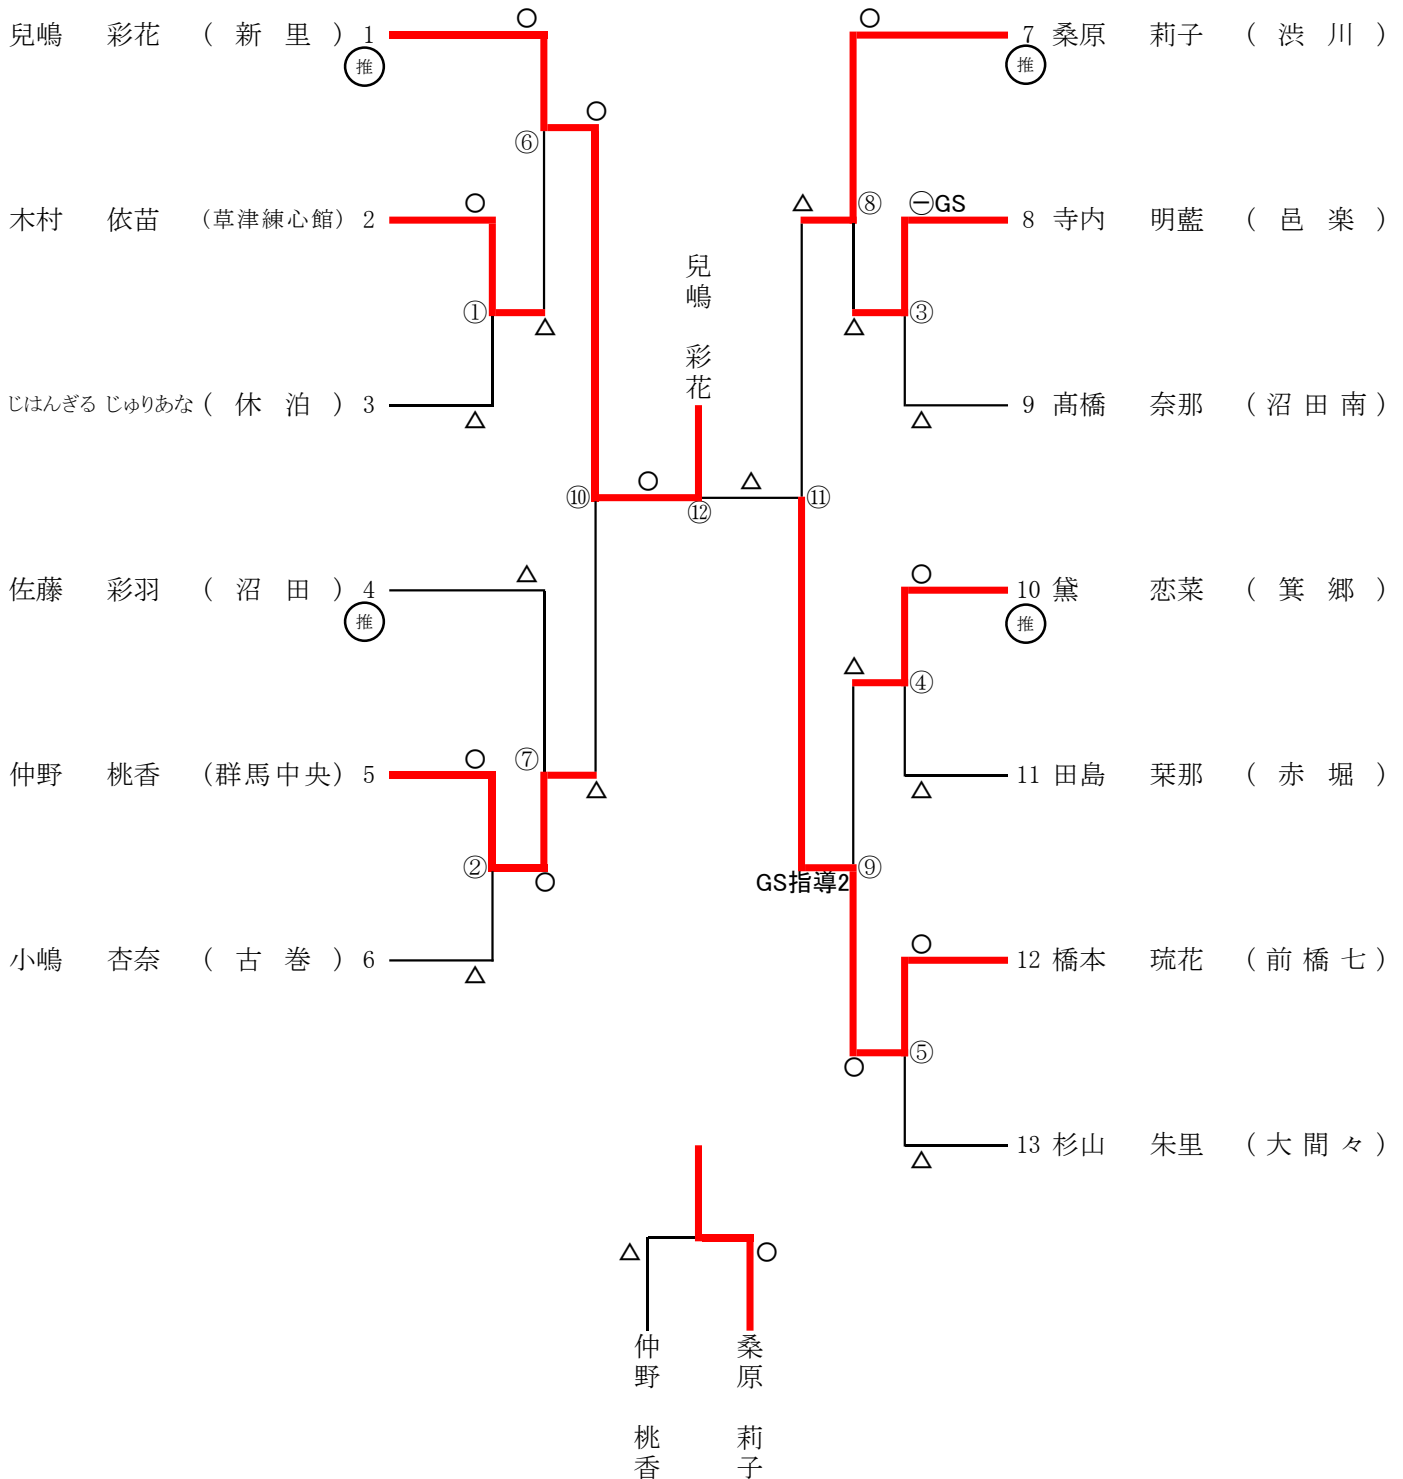 兒嶋 彩花 ( 新 里 ) 1
推
木村 依苗 (草津練心館) 2
じはんぎる じゅりあな ( 休 泊 ) 3
佐藤 彩羽 ( 沼 田 ) 4
推
仲野 桃香 (群馬中央) 5
小嶋 杏奈 ( 古 巻 ) 6
○
⑥
○
○
①
△
△
⑩
△
○
⑦
△
②
○
△
兒嶋 彩花
○
△
⑫
7 桑原 莉子 ( 渋 川 )
推
8 寺内 明藍 ( 邑 楽 )
9 髙橋 奈那 ( 沼 田 南 )
10 黛 恋菜 ( 箕 郷 )
推
11 田島 栞那 ( 赤 堀 )
12 橋本 琉花 ( 前 橋 七 )
13 杉山 朱里 ( 大 間 々 )
○
△
⑧
㊀GS
③
△
△
⑪
○
△
④
△
⑨
GS指導2
○
⑤
○
△
△
○
仲野 桃香
桑原 莉子